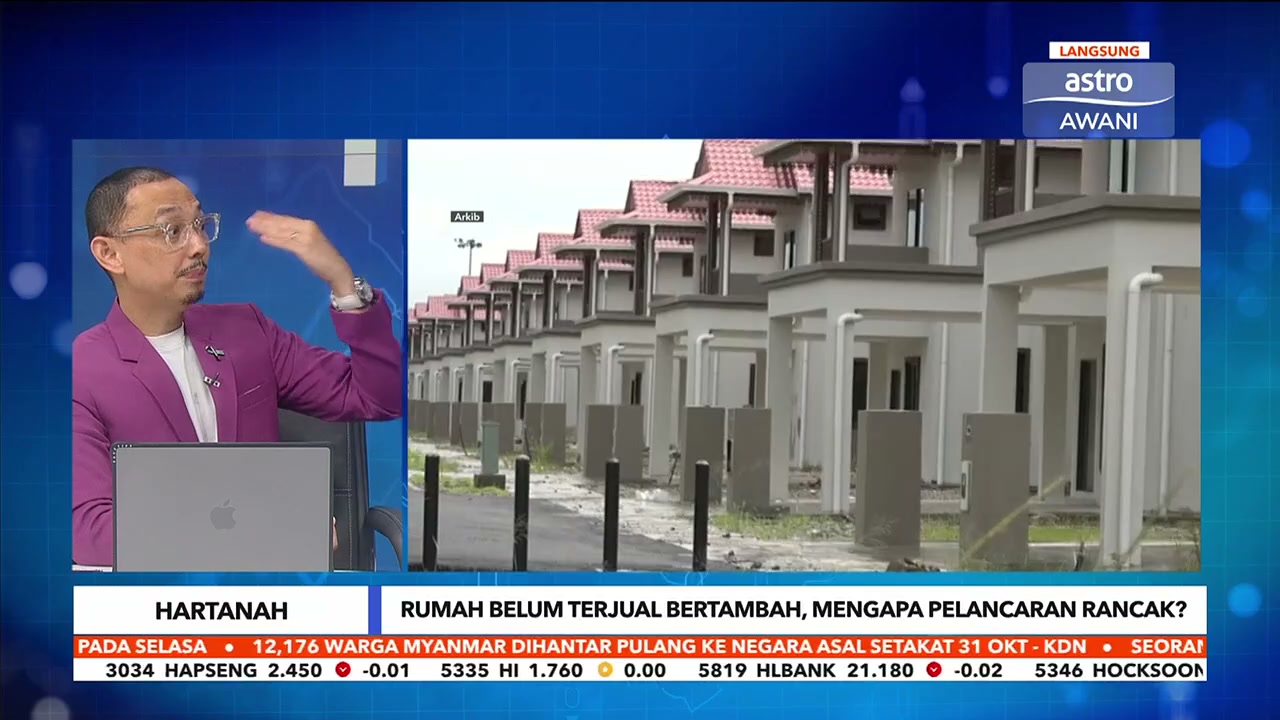 LANGSUNG
astro
AWANI
Arkib
HARTANAH
RUMAH BELUM TERJUAL BERTAMBAH, MENGAPA PELANCARAN RANCAK?
PADA SELASA • 12,176 WARGA MYANMAR DIHANTAR PULANG KE NEGARA ASAL SETAKAT 31 OKT - KDN • SEORAN
3034 HAPSENG 2.450 -0.01 5335 HI 1.760 0.00 5819 HLBANK 21.180 -0.02 5346 HOCKSOON